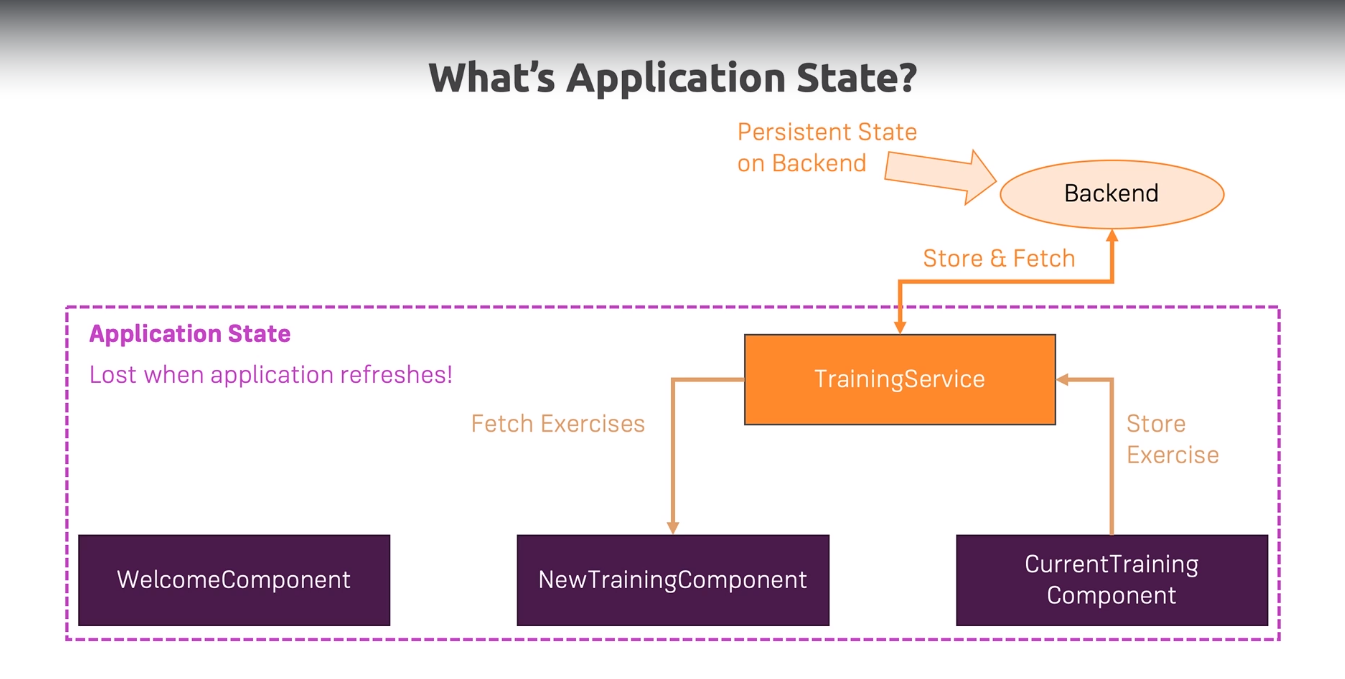 What’s Application State?
Persistent State
on Backend
Backend
Store & Fetch
Application State
Lost when application refreshes!
TrainingService
Fetch Exercises
Store
Exercise
WelcomeComponent
NewTrainingComponent
CurrentTraining
Component